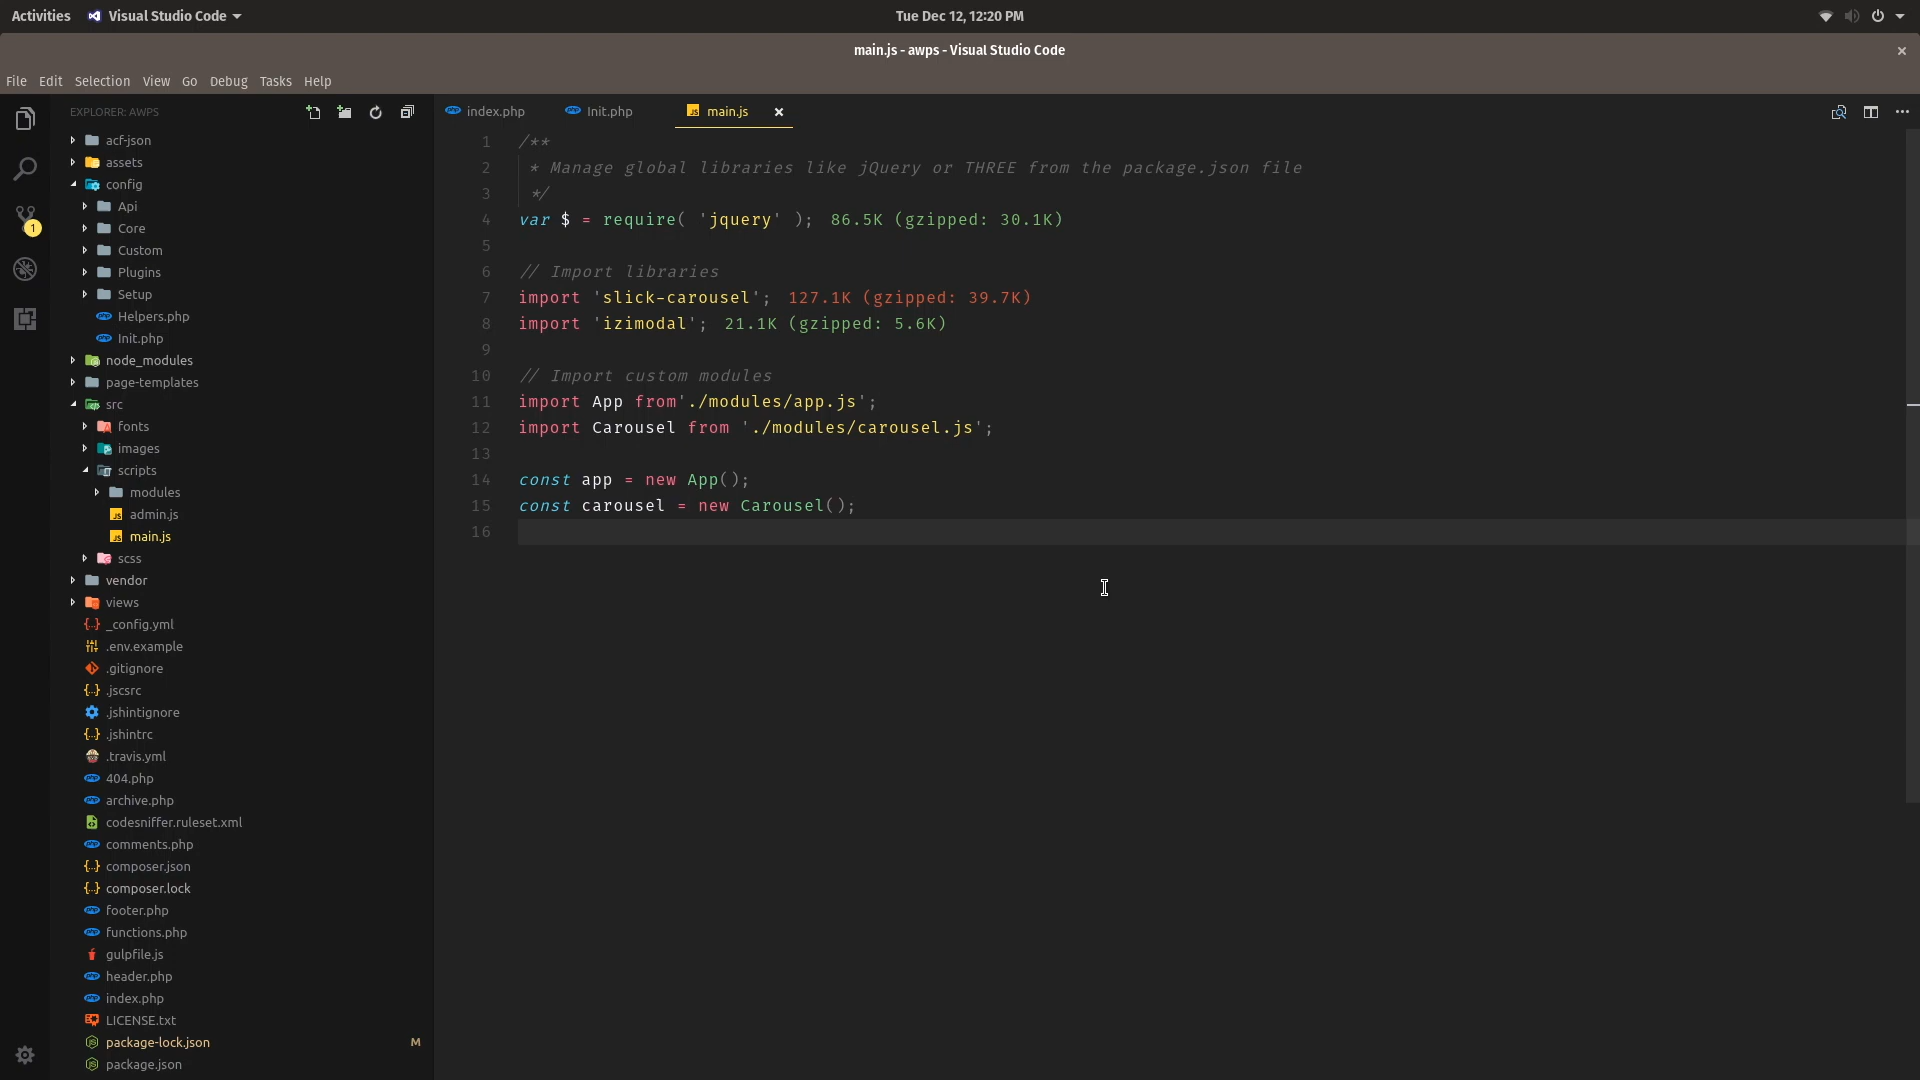 Activities Visual Studio Code Tue Dec 12, 12:20 PM
main.js - awps - Visual Studio Code
File Edit Selection View Go Debug Tasks Help
EXPLORER: AWPS
acf-json
assets
config
Api
Core
Custom
Plugins
Setup
Helpers.php
Init.php
node_modules
page-templates
src
fonts
images
scripts
modules
admin.js
main.js
scss
vendor
views
_config.yml
.env.example
.gitignore
.jscsrc
.jshintignore
.jshintrc
.travis.yml
404.php
archive.php
codesniffer.ruleset.xml
comments.php
composer.json
composer.lock
footer.php
functions.php
gulpfile.js
header.php
index.php
LICENSE.txt
package-lock.json M
package.json
1
index.php Init.php JS main.js
1 /**
2 * Manage global libraries like jQuery or THREE from the package.json file
3 */
4 var $ = require( 'jquery' ); 86.5K (gzipped: 30.1K)
5
6 // Import libraries
7 import 'slick-carousel'; 127.1K (gzipped: 39.7K)
8 import 'izimodal'; 21.1K (gzipped: 5.6K)
9
10 // Import custom modules
11 import App from'./modules/app.js';
12 import Carousel from './modules/carousel.js';
13
14 const app = new App();
15 const carousel = new Carousel();
16